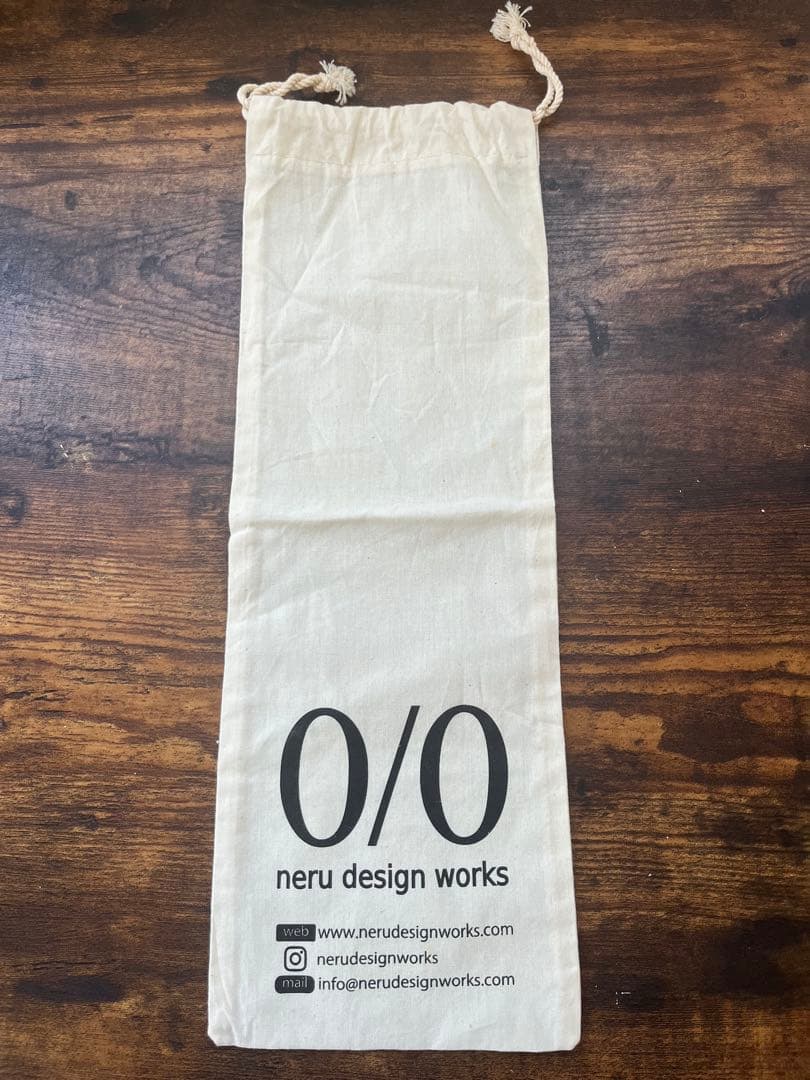 0/0
neru design works
web www.nerudesignworks.com
nerudesignworks
mail info@nerudesignworks.com